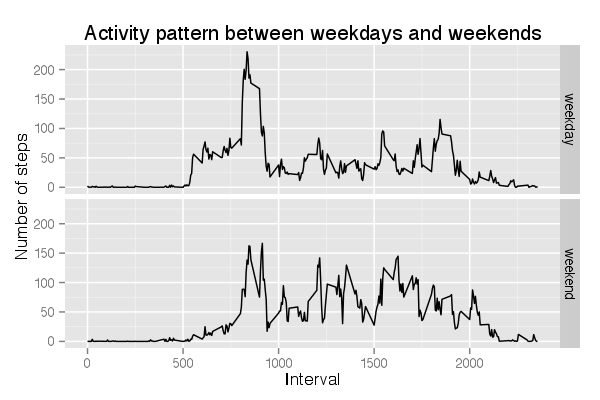 Activity pattern between weekdays and weekends
Number of steps
200
150
100
50
0
weekday
200
150
100
50
0
weekend
0 500 1000 1500 2000
Interval